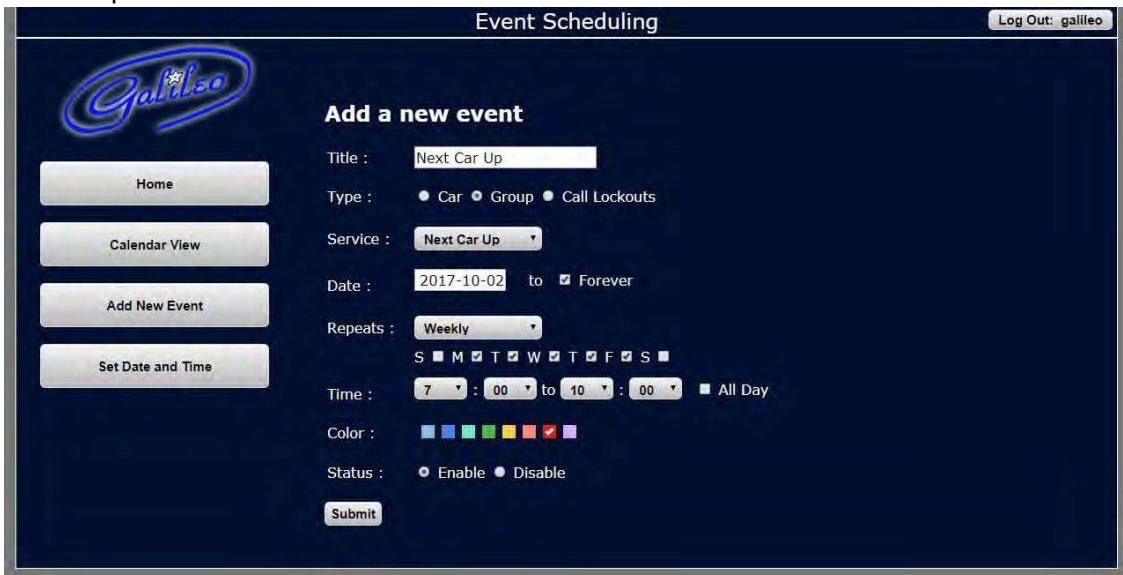 Event Scheduling
Log Out: galileo
Galileo
Home
Calendar View
Add New Event
Set Date and Time
Add a new event
Title : Next Car Up
Type : Car Group Call Lockouts
Service : Next Car Up
Date : 2017-10-02 to Forever
Repeats : Weekly
S M T W T F S
Time : 7 : 00 to 10 : 00 All Day
Color :
Status : Enable Disable
Submit